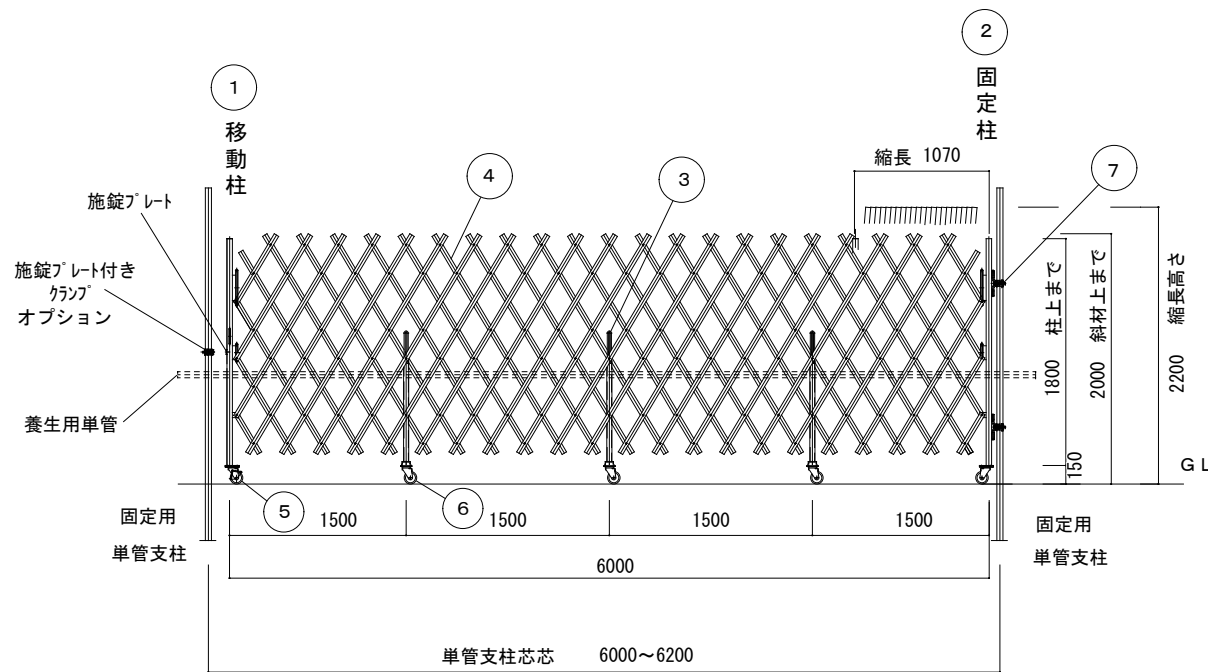 ２
固定柱
１
移動柱
縮長 1070
７
４
３
施錠ﾌﾟﾚｰﾄ
施錠ﾌﾟﾚｰﾄ付き
ｸﾗﾝﾌﾟ
オプション
養生用単管
1800 柱上まで
2000 斜材上まで
2200 縮長高さ
150
ＧＬ
５
６
固定用
単管支柱
1500
1500
1500
1500
固定用
単管支柱
6000
単管支柱芯芯 6000～6200